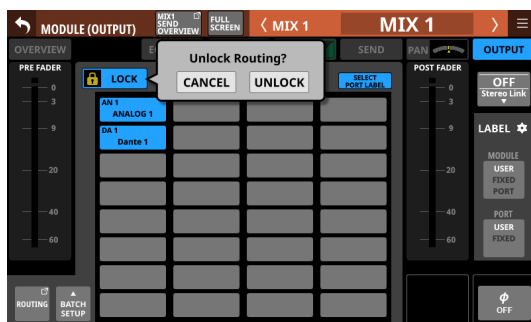 MODULE (OUTPUT)
MIX1
SEND
OVERVIEW
FULL
SCREEN
MIX 1
MIX 1
OVERVIEW
SEND
PAN
OUTPUT
Unlock Routing?
CANCEL
UNLOCK
PRE FADER
LOCK
SELECT
PORT LABEL
POST FADER
OFF
Stereo Link
0
3
9
20
40
60
AN 1
ANALOG 1
DA 1
Dante 1
0
3
9
20
40
60
LABEL
MODULE
USER
FIXED
PORT
PORT
USER
FIXED
ROUTING
BATCH
SETUP
φ
OFF